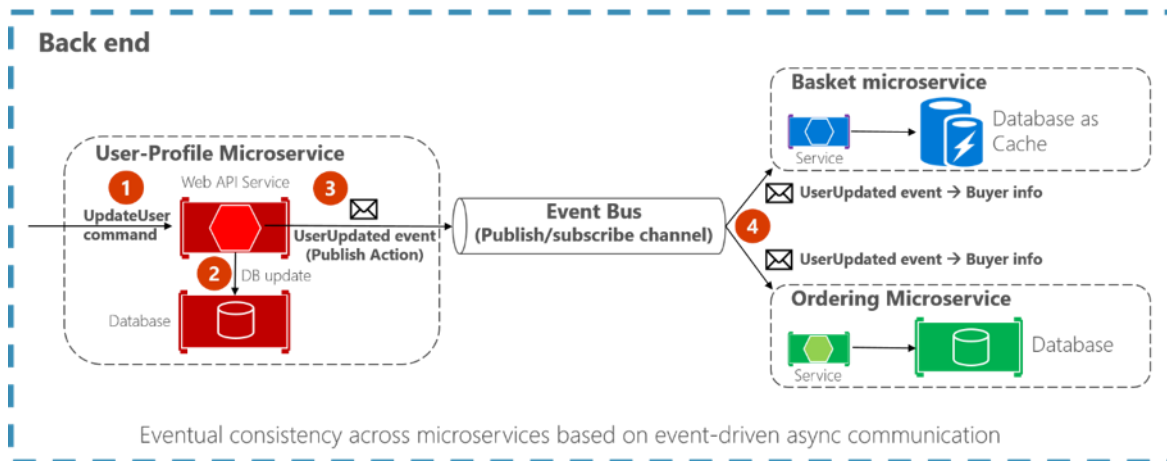 Back end
User-Profile Microservice
Web API Service
1
UpdateUser
command
3
UserUpdated event
(Publish Action)
2
DB update
Database
Event Bus
(Publish/subscribe channel)
4
Basket microservice
Service
Database as
Cache
UserUpdated event → Buyer info
UserUpdated event → Buyer info
Ordering Microservice
Service
Database
Eventual consistency across microservices based on event-driven async communication